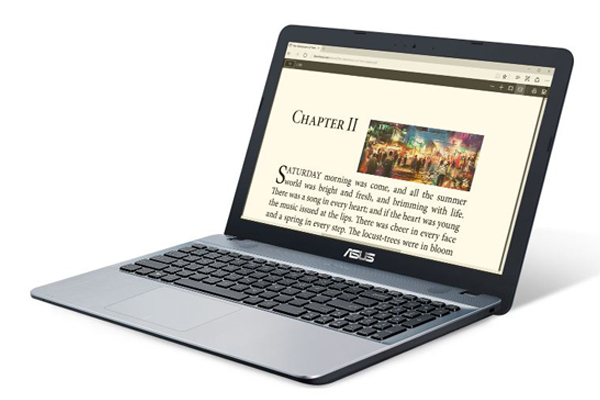 CHAPTER II
SATURDAY morning was come, and all the summer
world was bright and fresh, and brimming with life.
There was a song in every heart; and if the heart was young
the music issued at the lips. There was cheer in every face
and a spring in every step. The locust-trees were in bloom
ASUS